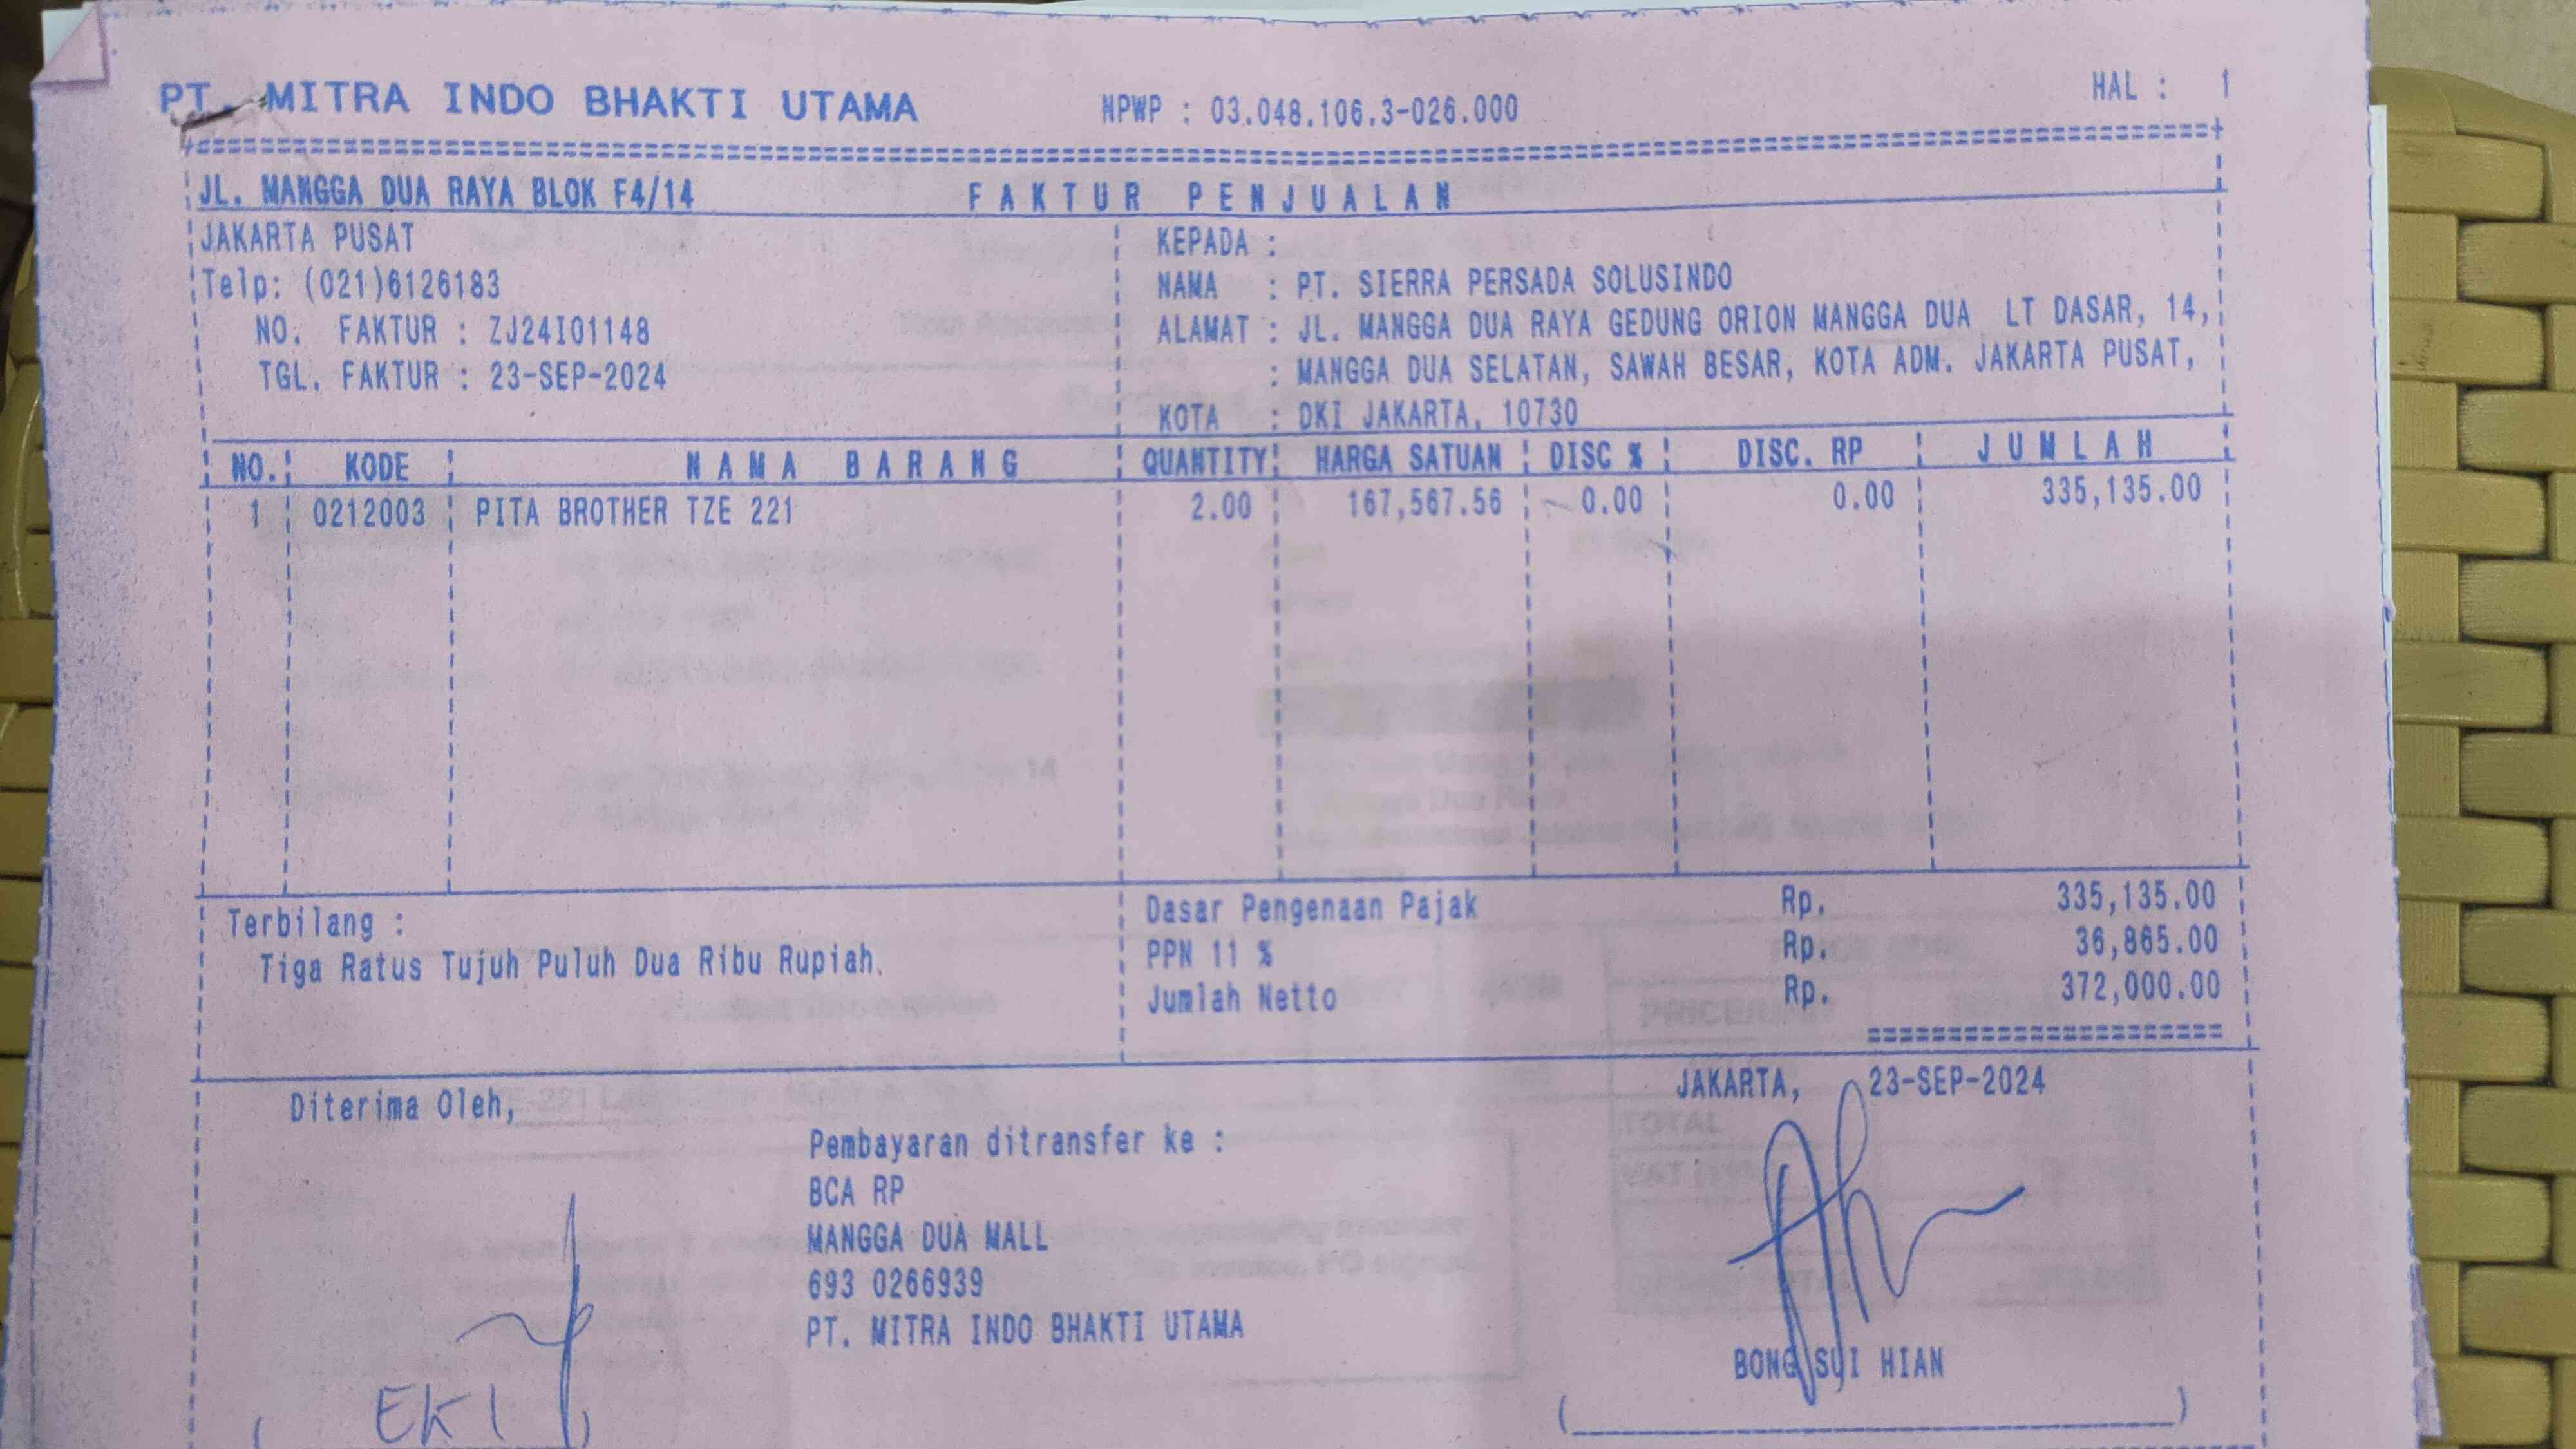 PT. MITRA INDO BHAKTI UTAMA NPWP : 03.048.106.3-026.000 HAL : 1
JL. MANGGA DUA RAYA BLOK F4/14 FAKTUR PENJUALAN
JAKARTA PUSAT
Telp: (021)6126183
NO. FAKTUR : ZJ24I01148
TGL. FAKTUR : 23-SEP-2024
KEPADA :
NAMA : PT. SIERRA PERSADA SOLUSINDO
ALAMAT : JL. MANGGA DUA RAYA GEDUNG ORION MANGGA DUA LT DASAR, 14,
: MANGGA DUA SELATAN, SAWAH BESAR, KOTA ADM. JAKARTA PUSAT,
KOTA : DKI JAKARTA, 10730
NO. KODE NAMA BARANG QUANTITY HARGA SATUAN DISC % DISC. RP JUMLAH
1 0212003 PITA BROTHER TZE 221 2.00 167,567.56 0.00 0.00 335,135.00
Terbilang :
Tiga Ratus Tujuh Puluh Dua Ribu Rupiah.
Dasar Pengenaan Pajak Rp. 335,135.00
PPN 11 % Rp. 36,865.00
Jumlah Netto Rp. 372,000.00
Diterima Oleh,
EKI
Pembayaran ditransfer ke :
BCA RP
MANGGA DUA MALL
693 0266939
PT. MITRA INDO BHAKTI UTAMA
JAKARTA, 23-SEP-2024
BONG SUI HIAN